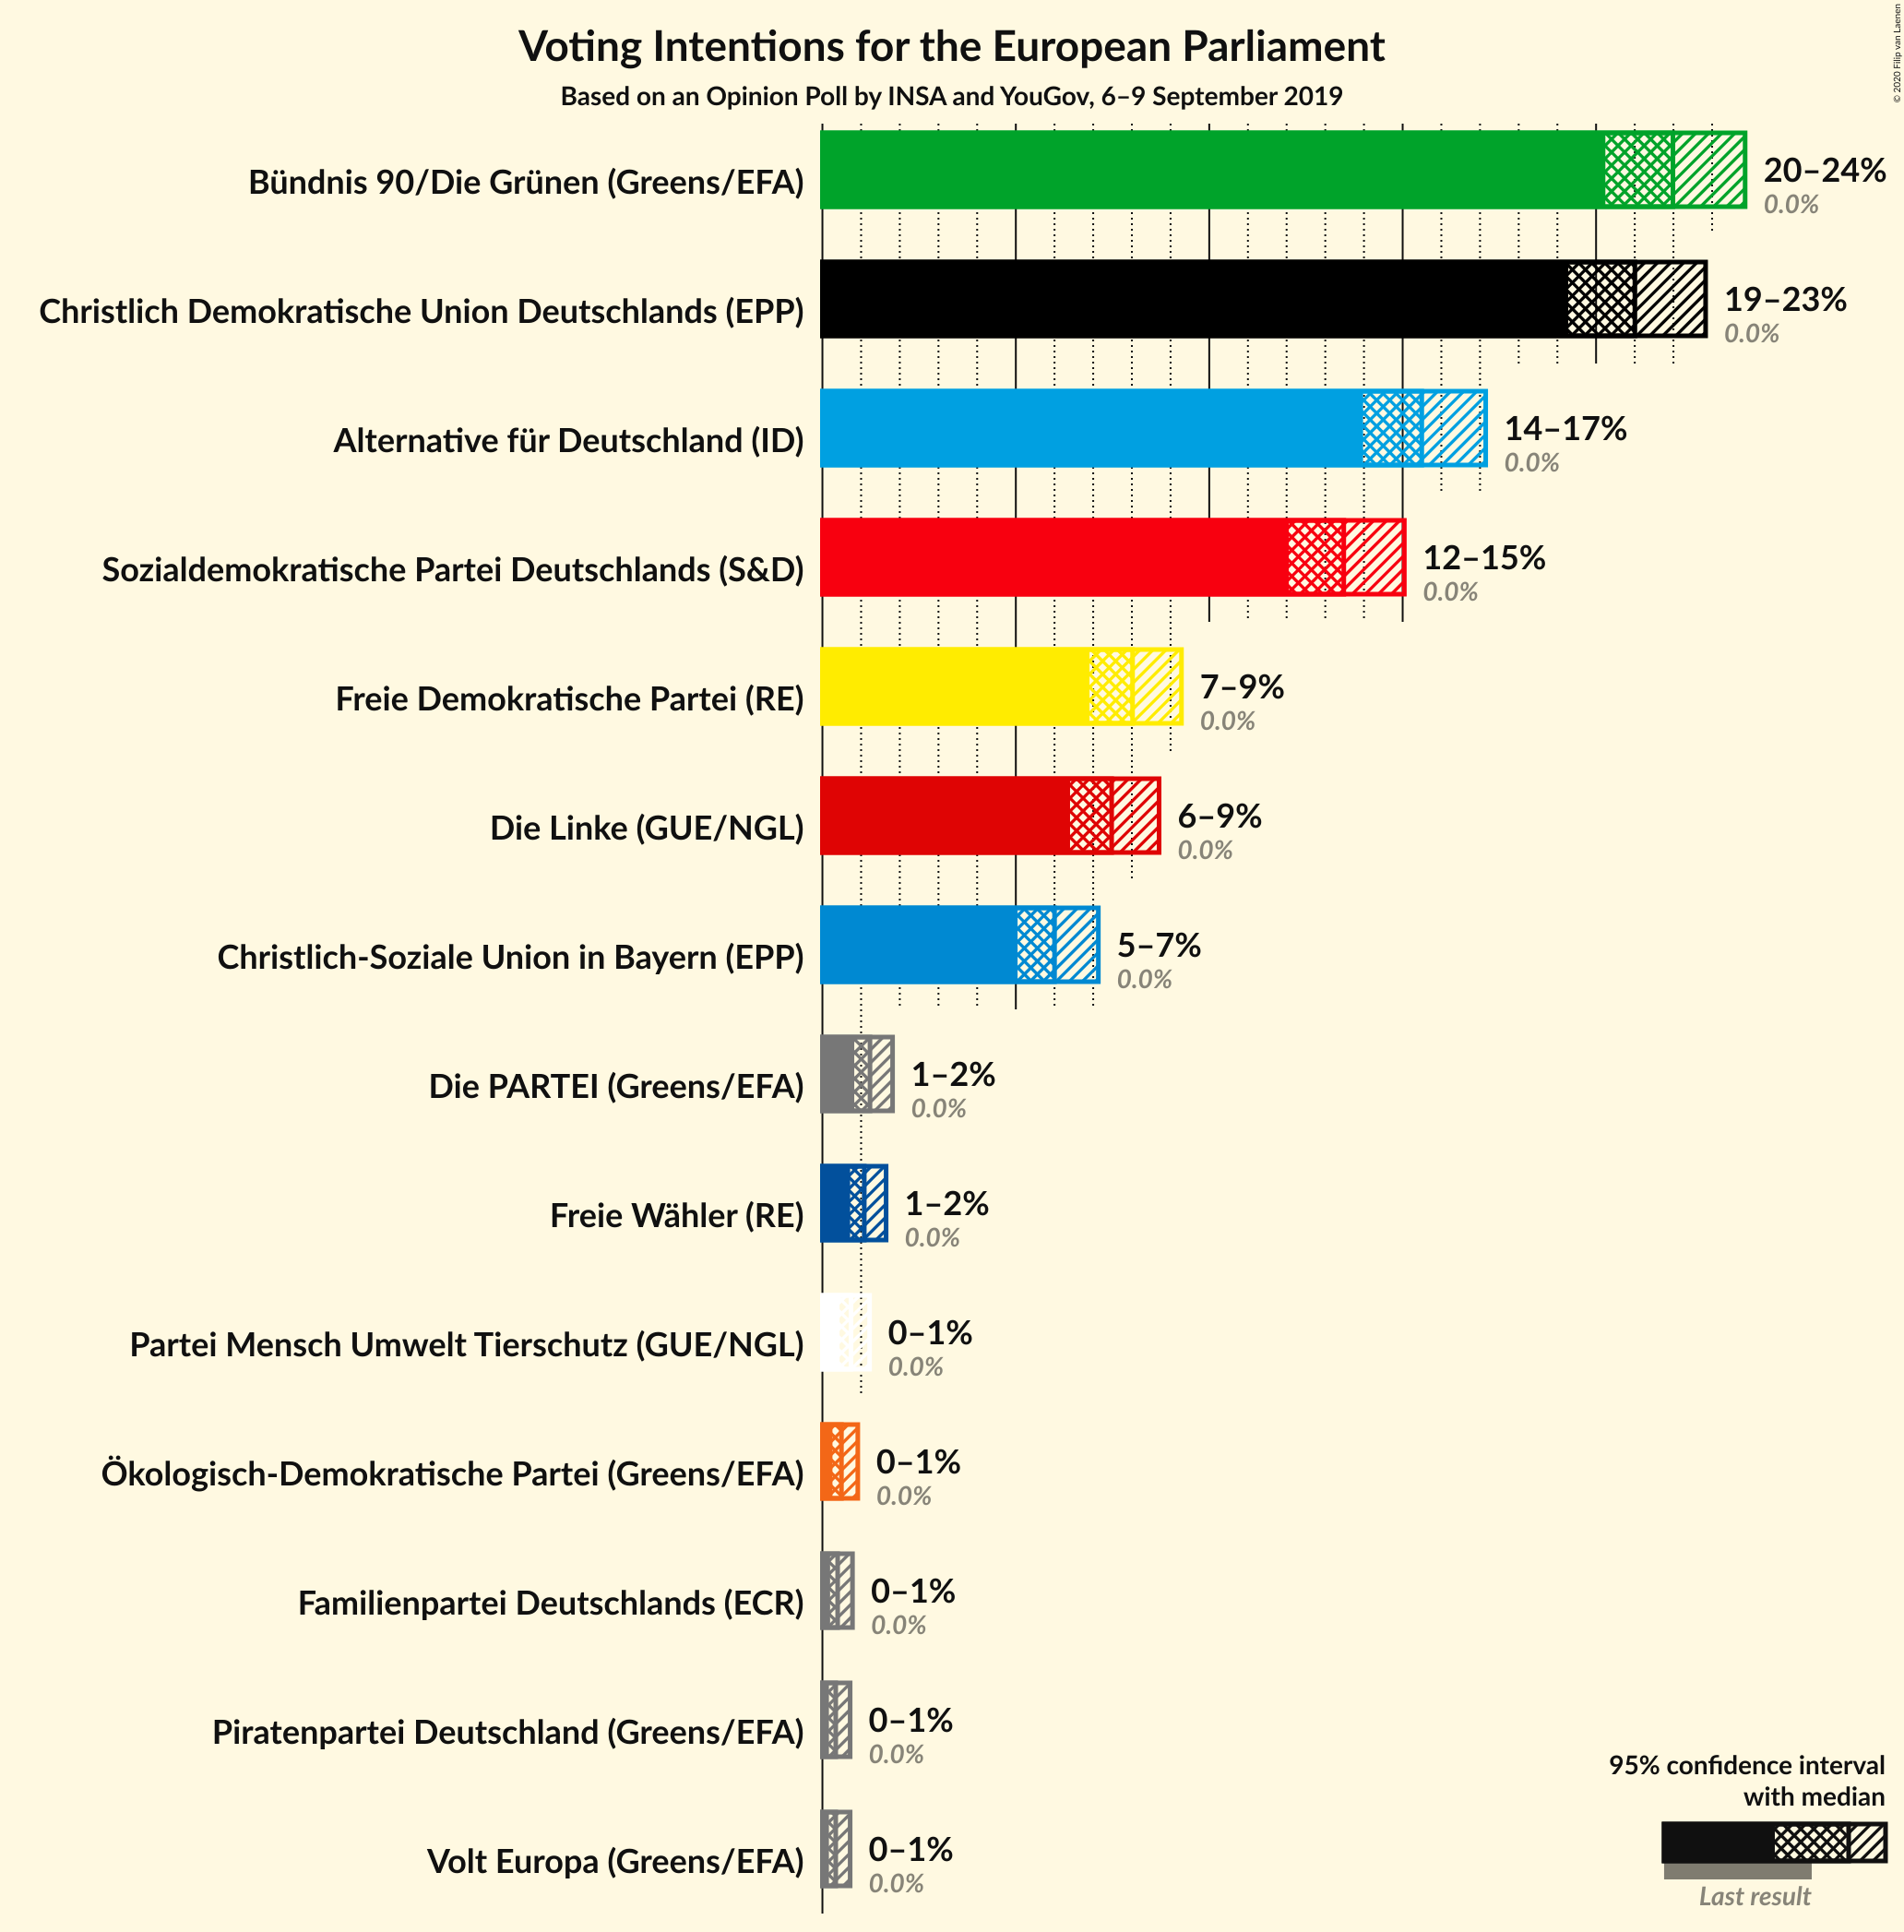 Voting Intentions for the European Parliament
Based on an Opinion Poll by INSA and YouGov, 6–9 September 2019
© 2020 Filip van Laenen
Bündnis 90/Die Grünen (Greens/EFA)
20–24%
0.0%
Christlich Demokratische Union Deutschlands (EPP)
19–23%
0.0%
Alternative für Deutschland (ID)
14–17%
0.0%
Sozialdemokratische Partei Deutschlands (S&D)
12–15%
0.0%
Freie Demokratische Partei (RE)
7–9%
0.0%
Die Linke (GUE/NGL)
6–9%
0.0%
Christlich-Soziale Union in Bayern (EPP)
5–7%
0.0%
Die PARTEI (Greens/EFA)
1–2%
0.0%
Freie Wähler (RE)
1–2%
0.0%
Partei Mensch Umwelt Tierschutz (GUE/NGL)
0–1%
0.0%
Ökologisch-Demokratische Partei (Greens/EFA)
0–1%
0.0%
Familienpartei Deutschlands (ECR)
0–1%
0.0%
Piratenpartei Deutschland (Greens/EFA)
0–1%
0.0%
Volt Europa (Greens/EFA)
0–1%
0.0%
95% confidence interval
with median
Last result